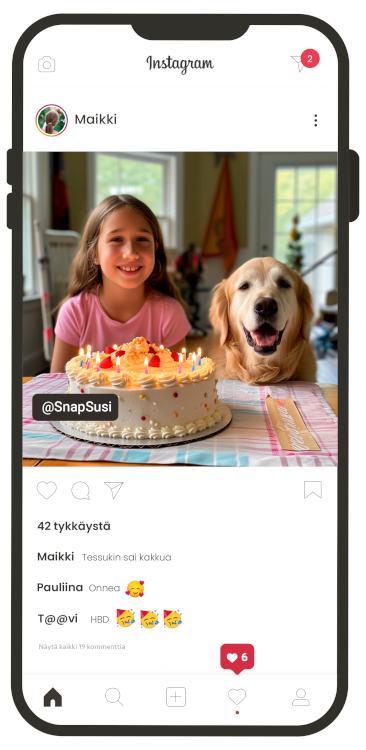 Instagram
2
Maikki
@SnapSusi
42 tykkäystä
Maikki Tessukin sai kakkua
Pauliina Onnea 🥰
T@@vi HBD 🥳🥳🥳
Näytä kaikki 19 kommenttia
6